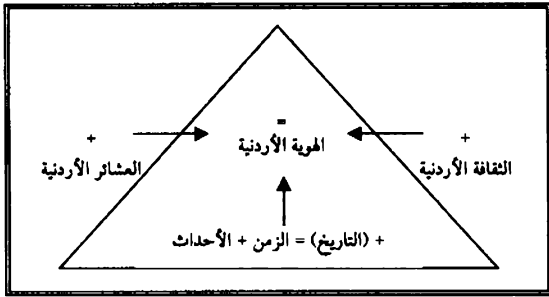 =
الهوية الأردنية
+
العشائر الأردنية
+
الثقافة الأردنية
+ (التاريخ) = الزمن + الأحداث